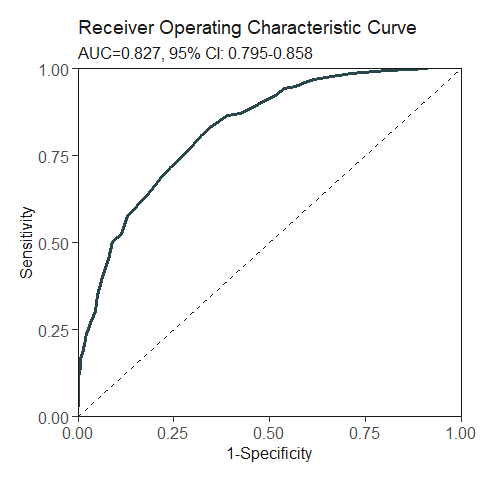 Receiver Operating Characteristic Curve
AUC=0.827, 95% CI: 0.795-0.858
1.00
0.75
0.50
0.25
0.00
Sensitivity
0.00 0.25 0.50 0.75 1.00
1-Specificity